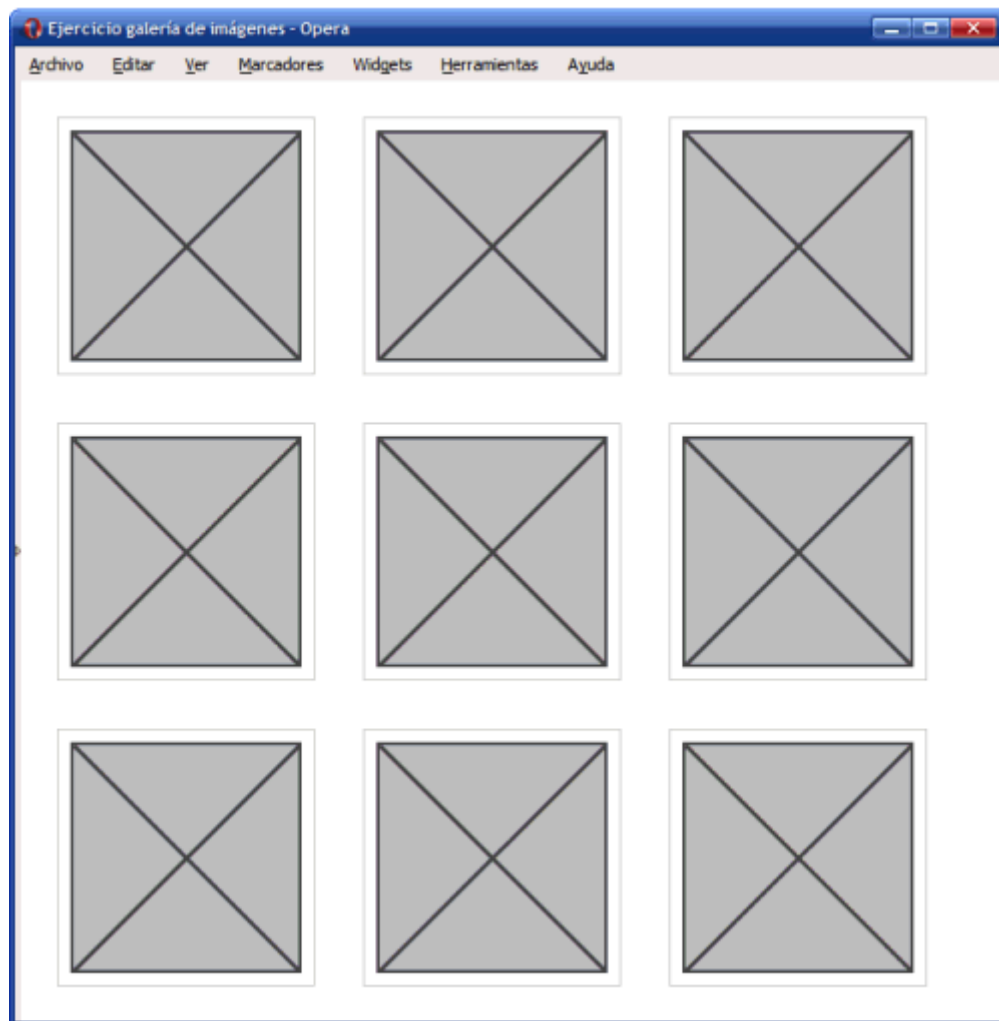 Ejercicio galería de imágenes - Opera
Archivo Editar Ver Marcadores Widgets Herramientas Ayuda